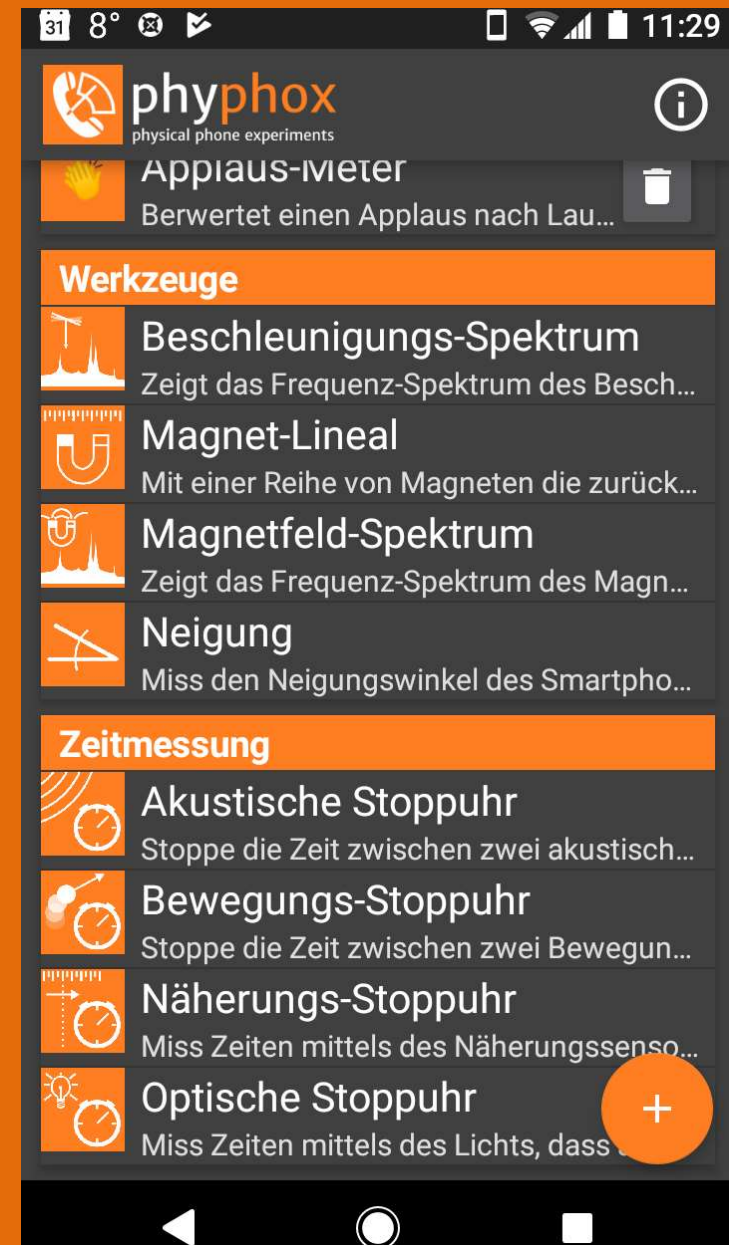 31 8° 11:29
phyphox
physical phone experiments
Applaus-Meter
Berwertet einen Applaus nach Lau...
Werkzeuge
Beschleunigungs-Spektrum
Zeigt das Frequenz-Spektrum des Besch...
Magnet-Lineal
Mit einer Reihe von Magneten die zurück...
Magnetfeld-Spektrum
Zeigt das Frequenz-Spektrum des Magn...
Neigung
Miss den Neigungswinkel des Smartpho...
Zeitmessung
Akustische Stoppuhr
Stoppe die Zeit zwischen zwei akustisch...
Bewegungs-Stoppuhr
Stoppe die Zeit zwischen zwei Bewegun...
Näherungs-Stoppuhr
Miss Zeiten mittels des Näherungssenso...
Optische Stoppuhr
Miss Zeiten mittels des Lichts, dass